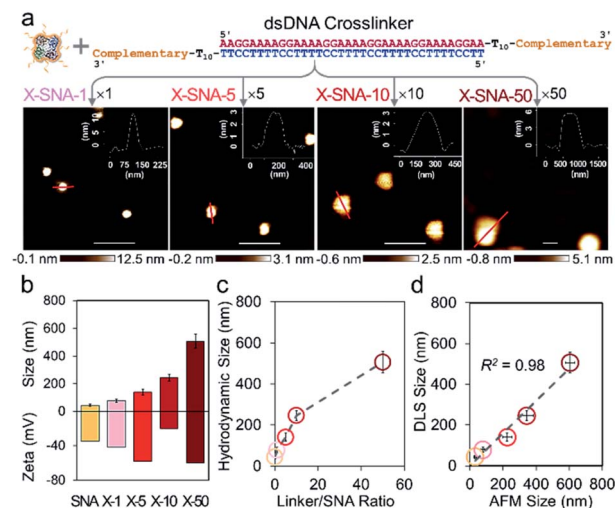 a
dsDNA Crosslinker
5'
3'
Complementary-T10-AAGGAAAAGGAAAAGGAAAAGGAAAAGGAAAAGGAA-T10-Complementary
TTCCTTTTCCTTTTCCTTTTCCTTTTCCTTTTCCTT
3'
5'
X-SNA-1 ×1
X-SNA-5 ×5
X-SNA-10 ×10
X-SNA-50 ×50
(nm)
10
5
0
0 75 150 225
(nm)
(nm)
3
2
1
0
0 200 400
(nm)
(nm)
3
2
1
0
0 150 300 450
(nm)
(nm)
6
3
0
0 500 1000
(nm)
-0.1 nm 12.5 nm
-0.2 nm 3.1 nm
-0.6 nm 2.5 nm
-0.8 nm 5.1 nm
b
Size (nm)
800
600
400
200
0
Zeta (mV)
-40
-80
SNA X-1 X-5 X-10 X-50
c
Hydrodynamic Size (nm)
800
600
400
200
0
0 20 40 60
Linker/SNA Ratio
d
DLS Size (nm)
800
600
400
200
0
R² = 0.98
0 200 400 600 800
AFM Size (nm)